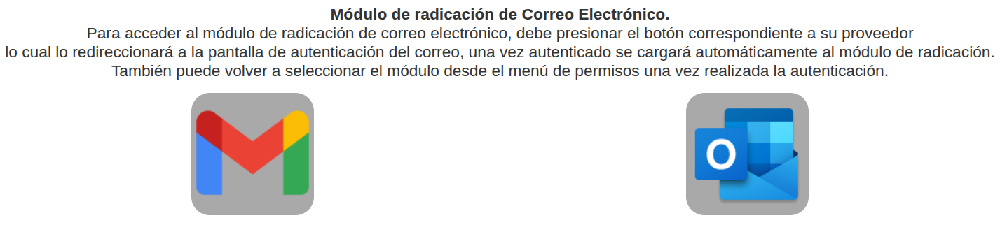 Módulo de radicación de Correo Electrónico.
Para acceder al módulo de radicación de correo electrónico, debe presionar el botón correspondiente a su proveedor
lo cual lo redireccionará a la pantalla de autenticación del correo, una vez autenticado se cargará automáticamente al módulo de radicación.
También puede volver a seleccionar el módulo desde el menú de permisos una vez realizada la autenticación.
O